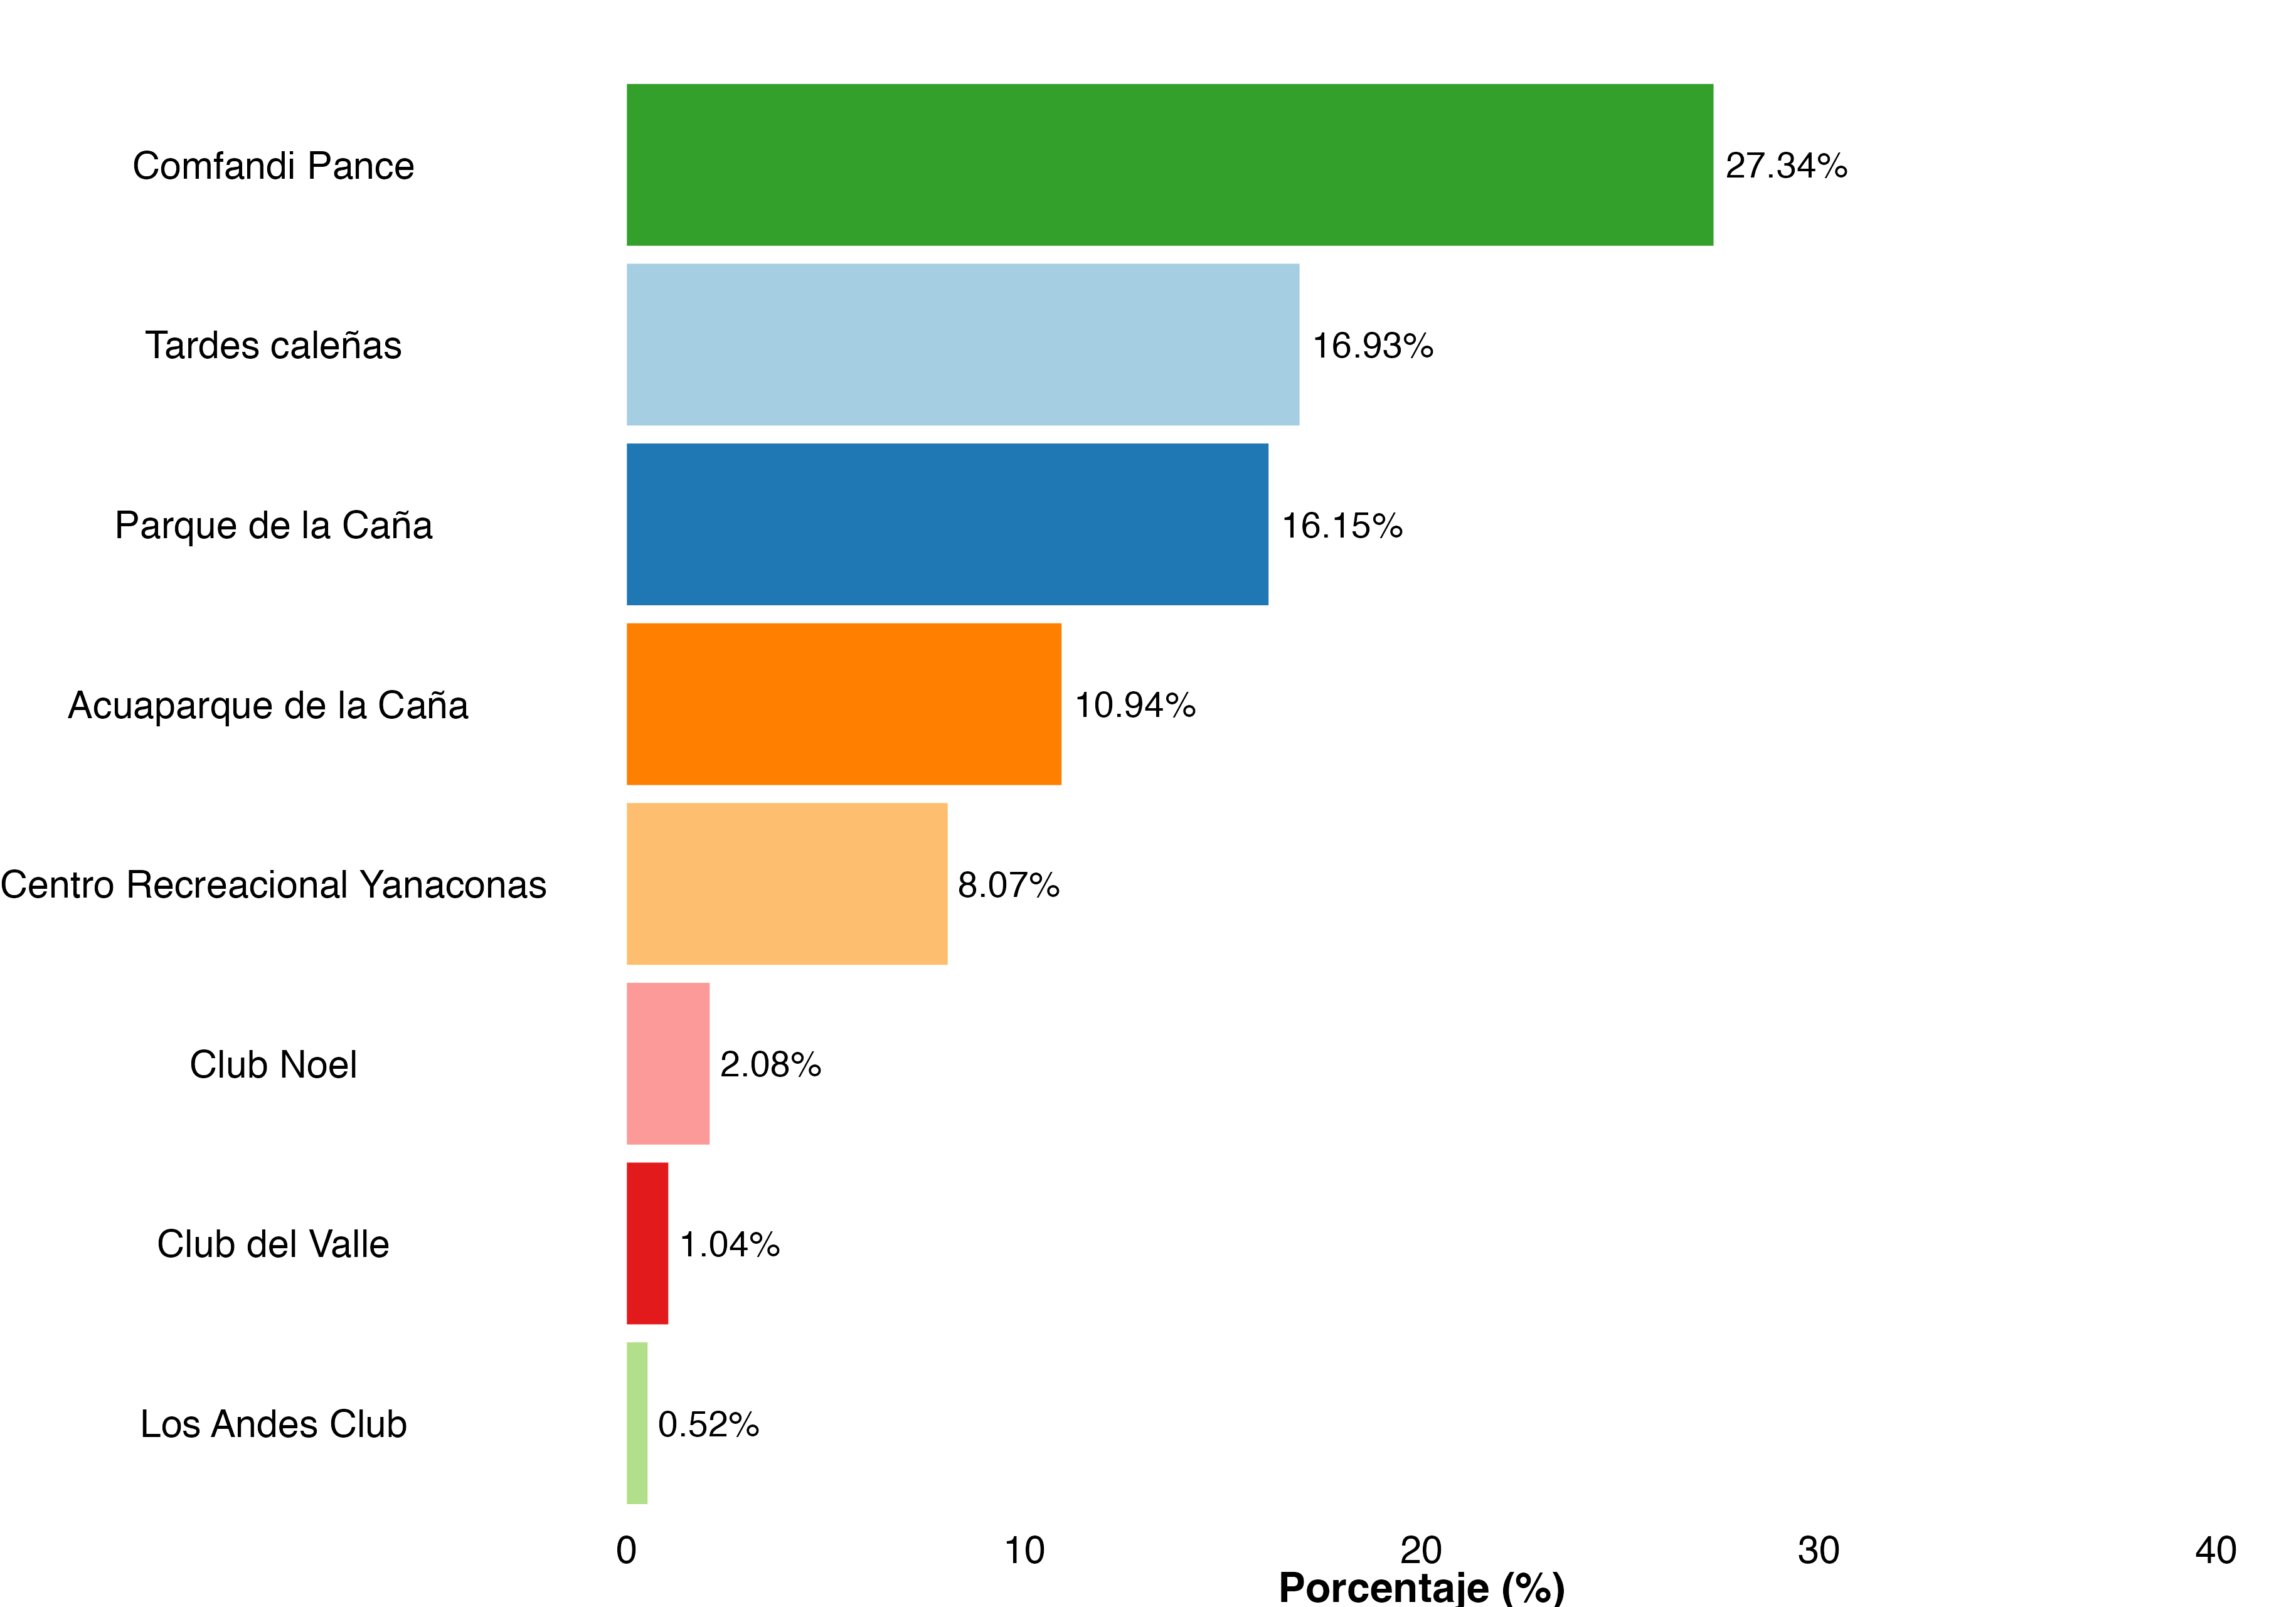 Comfandi Pance
27.34%
Tardes caleñas
16.93%
Parque de la Caña
16.15%
Acuaparque de la Caña
10.94%
Centro Recreacional Yanaconas
8.07%
Club Noel
2.08%
Club del Valle
1.04%
Los Andes Club
0.52%
0 10 20 30 40
Porcentaje (%)